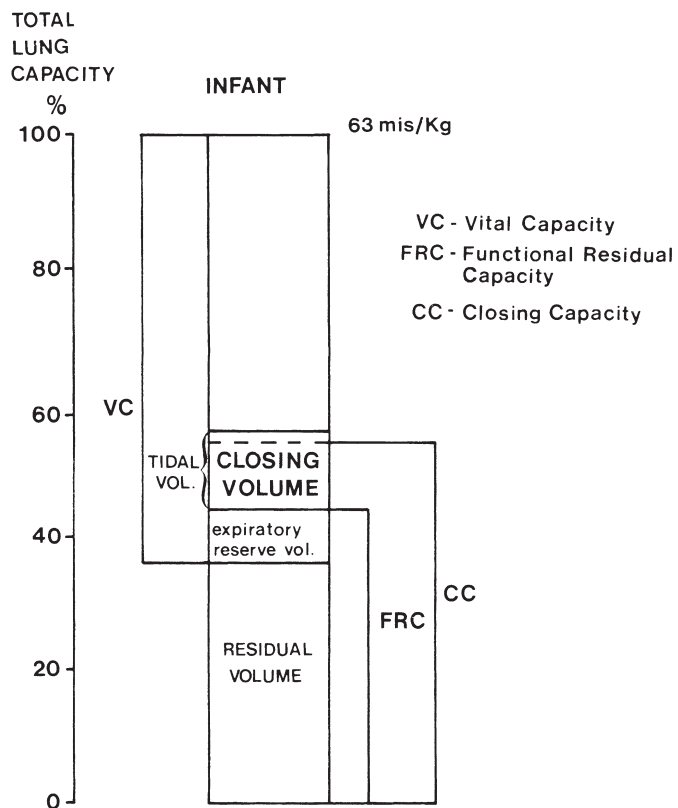 TOTAL
LUNG
CAPACITY
%
INFANT
100
63 mis/Kg
VC - Vital Capacity
FRC - Functional Residual
Capacity
CC - Closing Capacity
80
60
VC
TIDAL
VOL.
CLOSING
VOLUME
expiratory
reserve vol.
40
CC
FRC
RESIDUAL
VOLUME
20
0